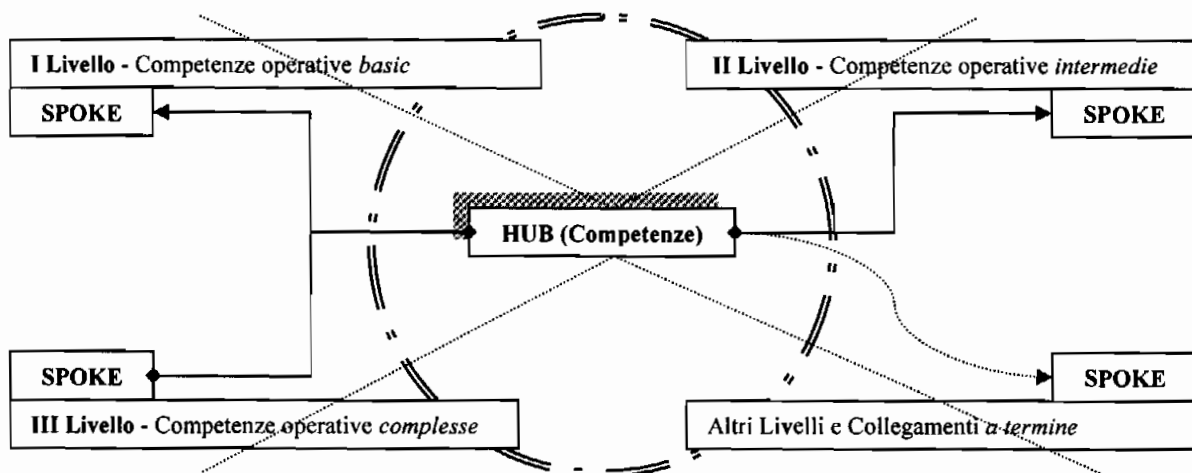 I Livello - Competenze operative basic
II Livello - Competenze operative intermedie
SPOKE
SPOKE
HUB (Competenze)
SPOKE
SPOKE
III Livello - Competenze operative complesse
Altri Livelli e Collegamenti a termine